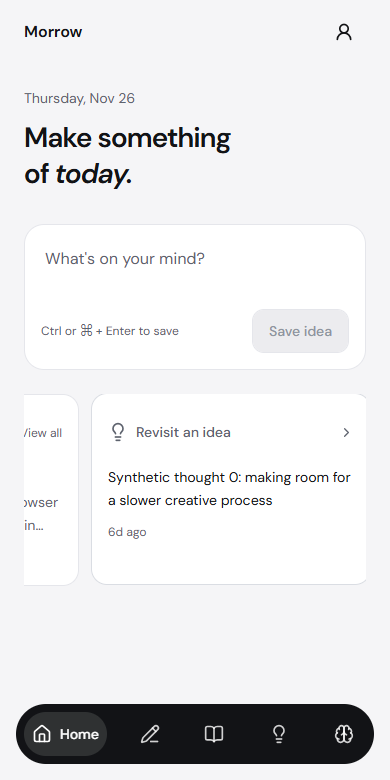 Morrow
Thursday, Nov 26
Make something
of today.
What's on your mind?
Ctrl or ⌘ + Enter to save
Save idea
View all
in...
Revisit an idea
Synthetic thought 0: making room for
a slower creative process
6d ago
Home